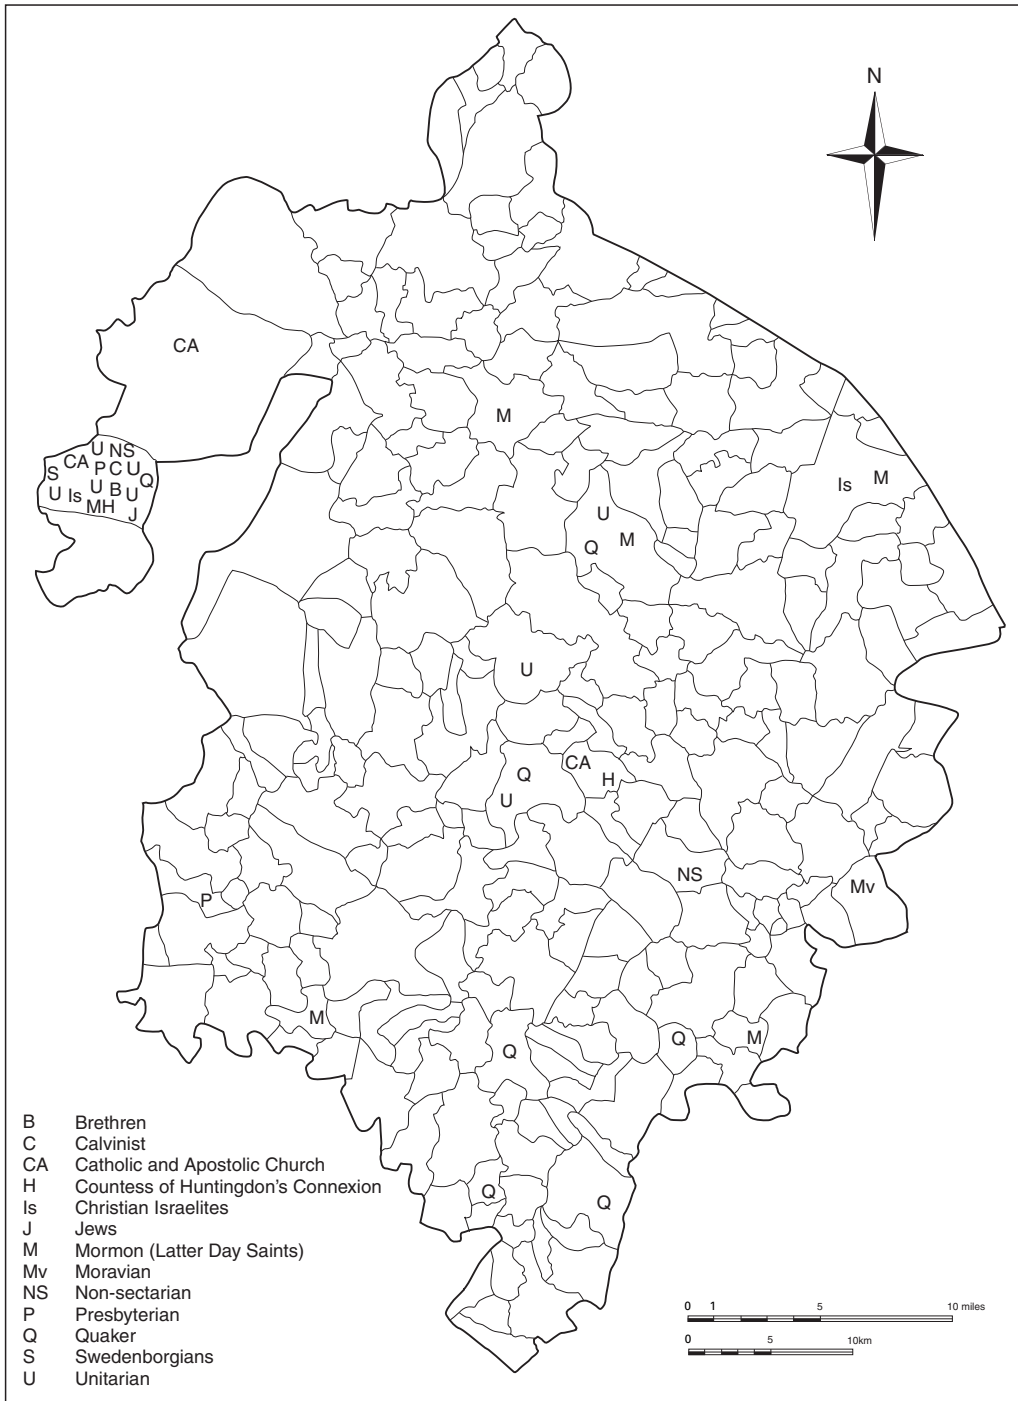 N
CA
M
U NS
CA P C U
S Q
U Is U B U
MH J
Is M
U
Q M
U
CA
Q H
U
NS
Mv
P
M
Q M
Q
Q
Q
B Brethren
C Calvinist
CA Catholic and Apostolic Church
H Countess of Huntingdon's Connexion
Is Christian Israelites
J Jews
M Mormon (Latter Day Saints)
Mv Moravian
NS Non-sectarian
P Presbyterian
Q Quaker
S Swedenborgians
U Unitarian
0 1 5 10 miles
0 5 10km